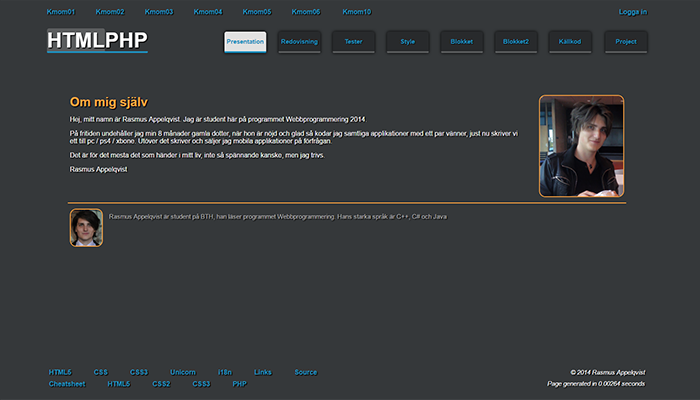 Kmom01 Kmom02 Kmom03 Kmom04 Kmom05 Kmom06 Kmom10 Logga in
HTMLPHP
Presentation Redovisning Tester Style Blokket Blokket2 Källkod Project
Om mig själv
Hej, mitt namn är Rasmus Appelqvist. Jag är student här på programmet Webbprogrammering 2014.
På fritiden undehåller jag min 8 månader gamla dotter, när hon är nöjd och glad så kodar jag samtliga applikationer med ett par vänner, just nu skriver vi
ett till pc / ps4 / xbone. Utöver det skriver och säljer jag mobila applikationer på förfrågan.
Det är för det mesta det som händer i mitt liv, inte så spännande kanske, men jag trivs.
Rasmus Appelqvist
Rasmus Appelqvist är student på BTH, han läser programmet Webbprogrammering. Hans starka språk är C++, C# och Java
HTML5 CSS CSS3 Unicorn i18n Links Source
Cheatsheet HTML5 CSS2 CSS3 PHP
© 2014 Rasmus Appelqvist
Page generated in 0.00264 seconds